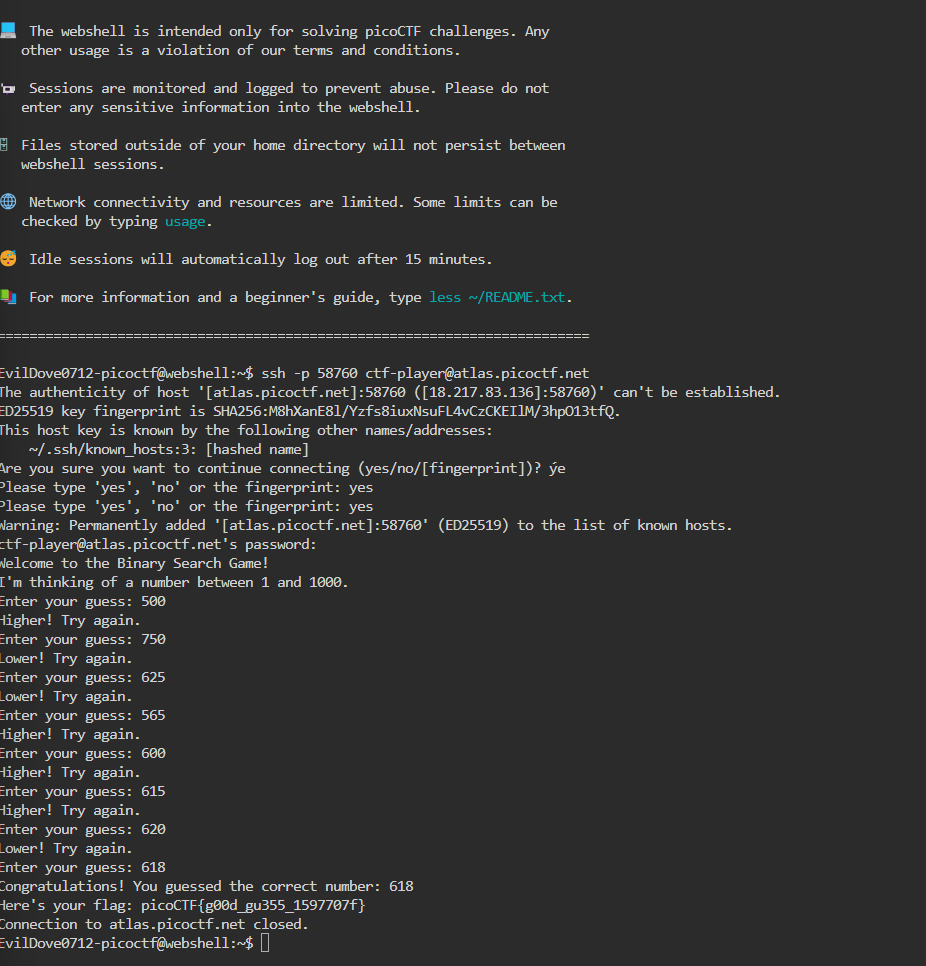 The webshell is intended only for solving picoCTF challenges. Any
other usage is a violation of our terms and conditions.
Sessions are monitored and logged to prevent abuse. Please do not
enter any sensitive information into the webshell.
Files stored outside of your home directory will not persist between
webshell sessions.
Network connectivity and resources are limited. Some limits can be
checked by typing usage.
Idle sessions will automatically log out after 15 minutes.
For more information and a beginner's guide, type less ~/README.txt.
=============================================================================
EvilDove0712-picoctf@webshell:~$ ssh -p 58760 ctf-player@atlas.picoctf.net
The authenticity of host '[atlas.picoctf.net]:58760 ([18.217.83.136]:58760)' can't be established.
ED25519 key fingerprint is SHA256:M8hXanE8l/Yzfs8iuxNsuFL4vCzCKEIlM/3hpO13tfQ.
This host key is known by the following other names/addresses:
~/.ssh/known_hosts:3: [hashed name]
Are you sure you want to continue connecting (yes/no/[fingerprint])? ýe
Please type 'yes', 'no' or the fingerprint: yes
Please type 'yes', 'no' or the fingerprint: yes
Warning: Permanently added '[atlas.picoctf.net]:58760' (ED25519) to the list of known hosts.
ctf-player@atlas.picoctf.net's password:
Welcome to the Binary Search Game!
I'm thinking of a number between 1 and 1000.
Enter your guess: 500
Higher! Try again.
Enter your guess: 750
Lower! Try again.
Enter your guess: 625
Lower! Try again.
Enter your guess: 565
Higher! Try again.
Enter your guess: 600
Higher! Try again.
Enter your guess: 615
Higher! Try again.
Enter your guess: 620
Lower! Try again.
Enter your guess: 618
Congratulations! You guessed the correct number: 618
Here's your flag: picoCTF{g00d_gu355_1597707f}
Connection to atlas.picoctf.net closed.
EvilDove0712-picoctf@webshell:~$